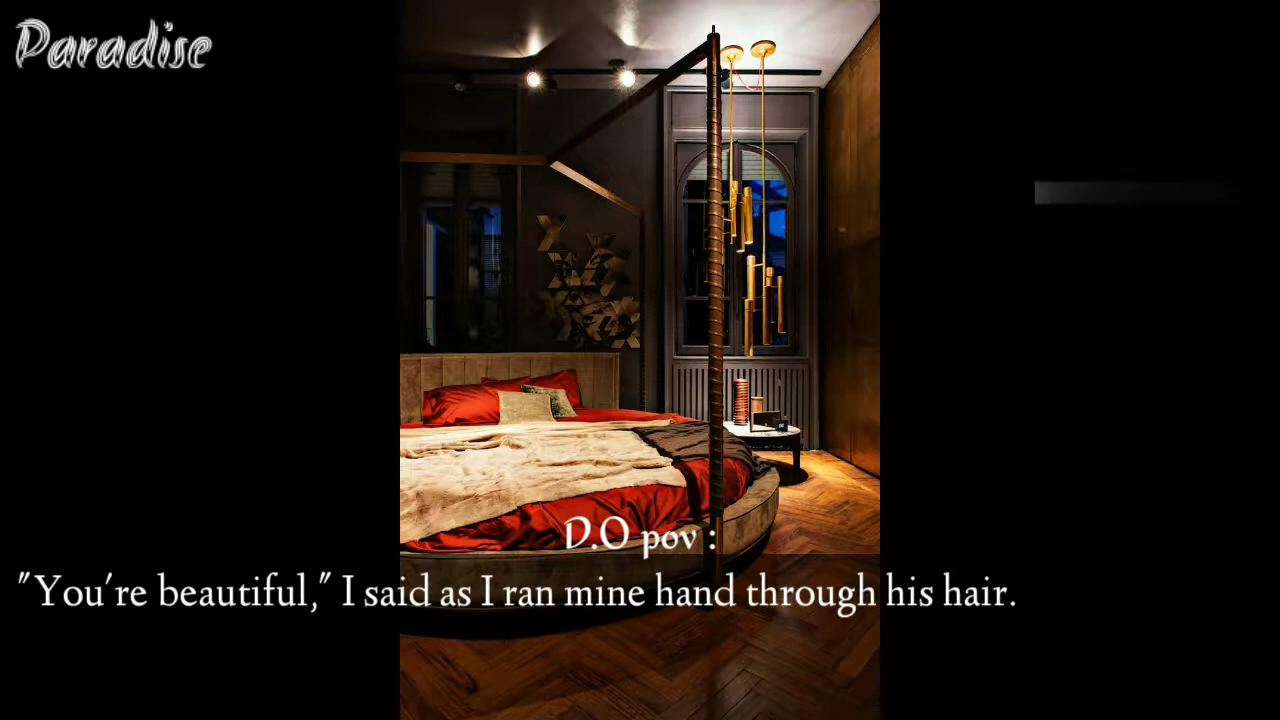 Paradise
D.O pov :
"You're beautiful," I said as I ran mine hand through his hair.